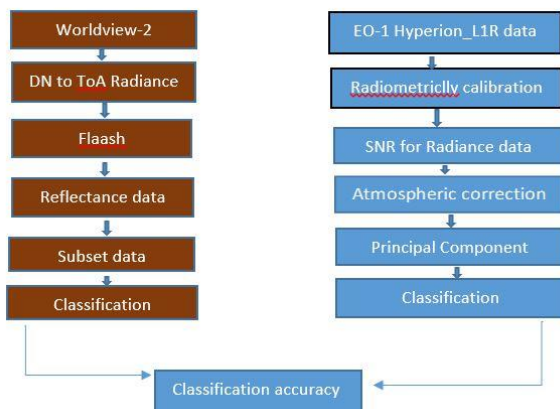 Worldview-2
DN to ToA Radiance
Flaash
Reflectance data
Subset data
Classification
EO-1 Hyperion_L1R data
Radiometriclly calibration
SNR for Radiance data
Atmospheric correction
Principal Component
Classification
Classification accuracy